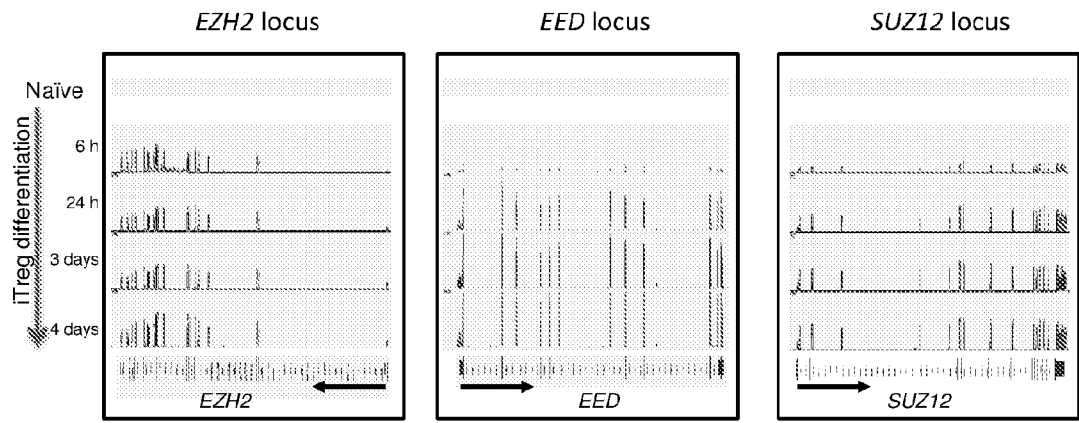 EZH2 locus
EED locus
SUZ12 locus
Naïve
iTreg differentiation
6 h
24 h
3 days
4 days
EZH2
EED
SUZ12